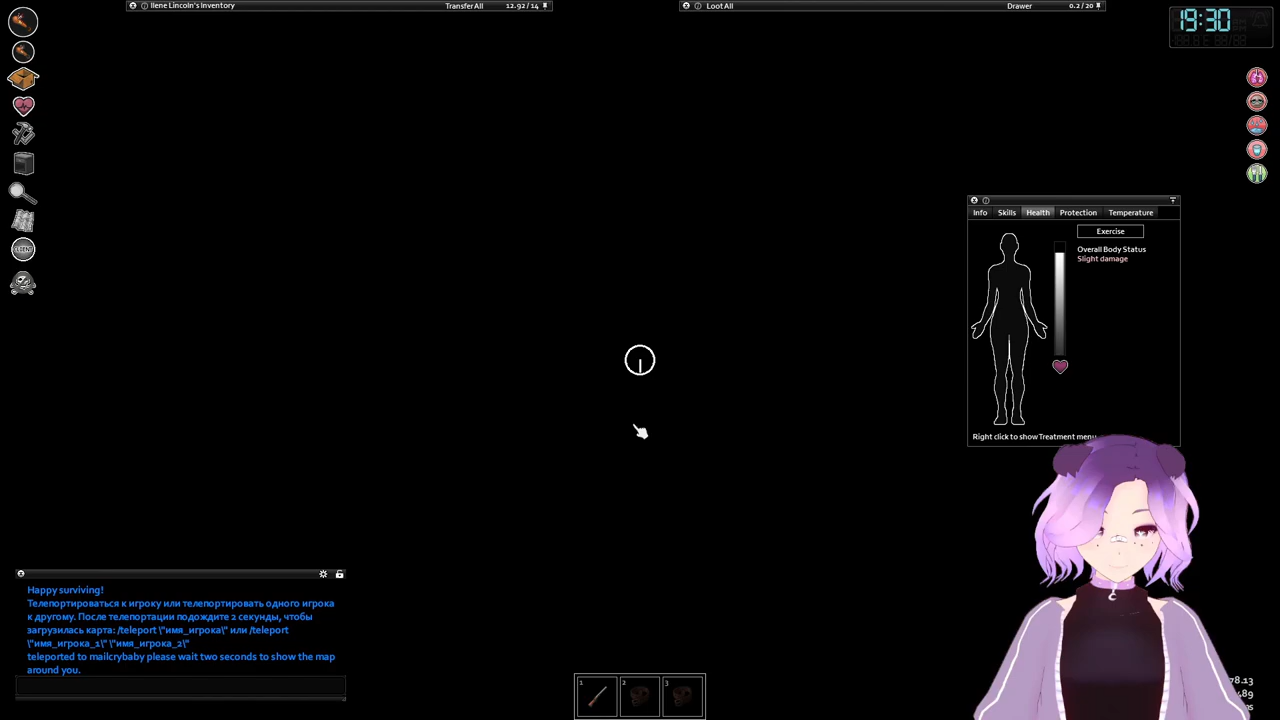 Ilene Lincoln's Inventory
Transfer All
12.92 / 14
Loot All
Drawer
0.2 / 20
19:30
CLIENT
Info
Skills
Health
Protection
Temperature
Exercise
Overall Body Status
Slight damage
Right click to show Treatment menu
Happy surviving!
Телепортироваться к игроку или телепортировать одного игрока
к другому. После телепортации подождите 2 секунды, чтобы
загрузилась карта: /teleport \"имя_игрока\" или /teleport
\"имя_игрока_1\" \"имя_игрока_2\"
teleported to mailcrybaby please wait two seconds to show the map
around you.
1
2
3
78.13